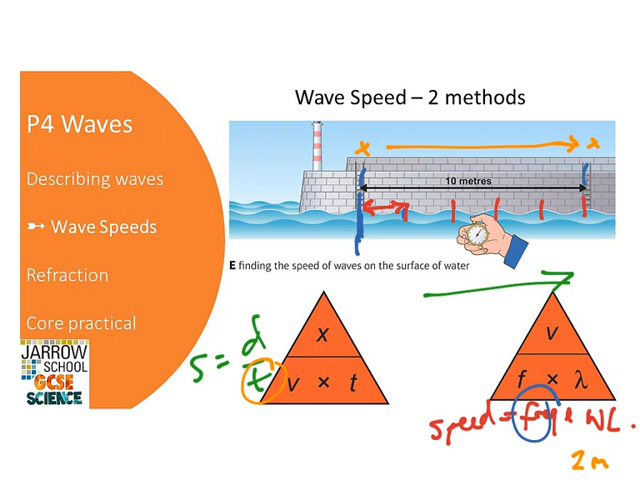 Wave Speed – 2 methods
P4 Waves
Describing waves
➵ Wave Speeds
Refraction
Core practical
JARROW
SCHOOL
GCSE
SCIENCE
x x
10 metres
E finding the speed of waves on the surface of water
s = d
t
x
v × t
v
f × λ
Speed = frq x WL.
2m